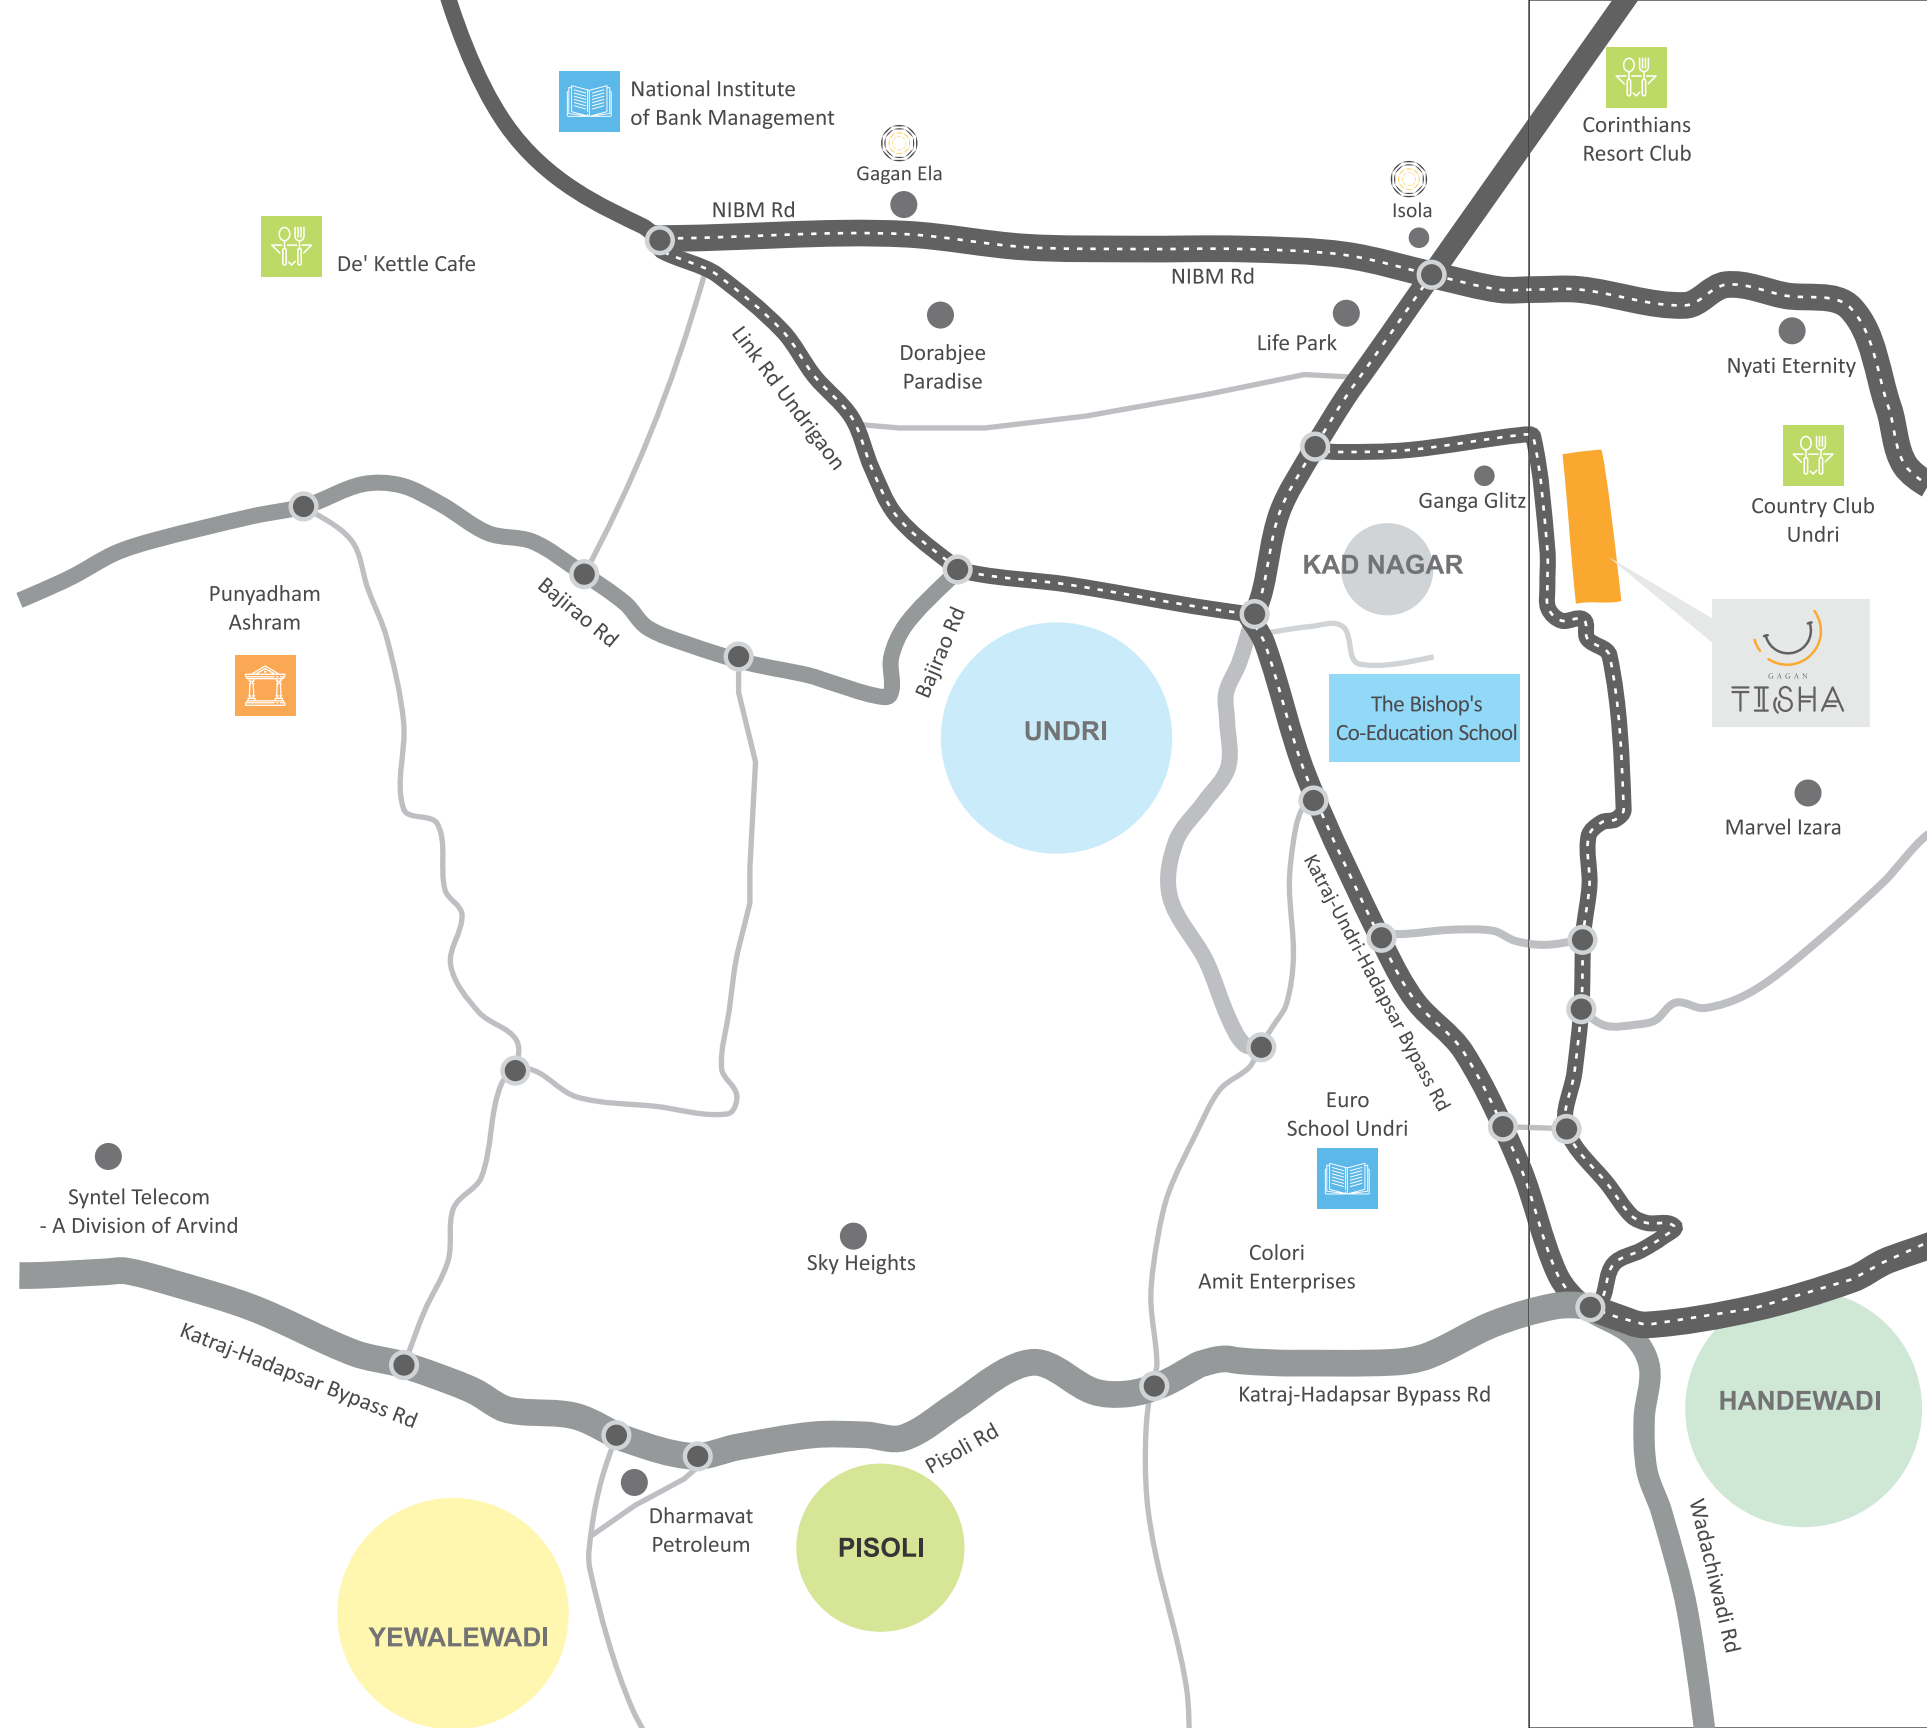 National Institute
of Bank Management
Corinthians
Resort Club
Gagan Ela
NIBM Rd
Isola
De' Kettle Cafe
NIBM Rd
Link Rd Undrigaon
Dorabjee
Paradise
Life Park
Nyati Eternity
Ganga Glitz
Country Club
Undri
KAD NAGAR
Punyadham
Ashram
Bajirao Rd
Bajirao Rd
UNDRI
The Bishop's
Co-Education School
GAGAN
TISHA
Marvel Izara
Katraj-Undri-Hadapsar Bypass Rd
Euro
School Undri
Syntel Telecom
- A Division of Arvind
Sky Heights
Colori
Amit Enterprises
Katraj-Hadapsar Bypass Rd
Katraj-Hadapsar Bypass Rd
HANDEWADI
Pisoli Rd
Dharmavat
Petroleum
PISOLI
Wadachiwadi Rd
YEWALEWADI